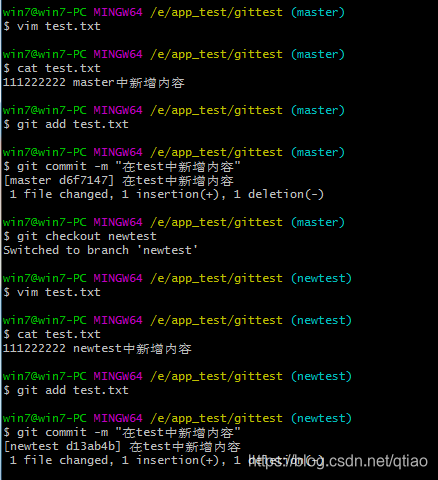 win7@win7-PC MINGW64 /e/app_test/gittest (master)
$ vim test.txt
win7@win7-PC MINGW64 /e/app_test/gittest (master)
$ cat test.txt
111222222 master中新增内容
win7@win7-PC MINGW64 /e/app_test/gittest (master)
$ git add test.txt
win7@win7-PC MINGW64 /e/app_test/gittest (master)
$ git commit -m "在test中新增内容"
[master d6f7147] 在test中新增内容
1 file changed, 1 insertion(+), 1 deletion(-)
win7@win7-PC MINGW64 /e/app_test/gittest (master)
$ git checkout newtest
Switched to branch 'newtest'
win7@win7-PC MINGW64 /e/app_test/gittest (newtest)
$ vim test.txt
win7@win7-PC MINGW64 /e/app_test/gittest (newtest)
$ cat test.txt
111222222 newtest中新增内容
win7@win7-PC MINGW64 /e/app_test/gittest (newtest)
$ git add test.txt
win7@win7-PC MINGW64 /e/app_test/gittest (newtest)
$ git commit -m "在test中新增内容"
[newtest d13ab4b] 在test中新增内容
1 file changed, 1 insertion(+), 1 deletion(-)
https://blog.csdn.net/qtiao